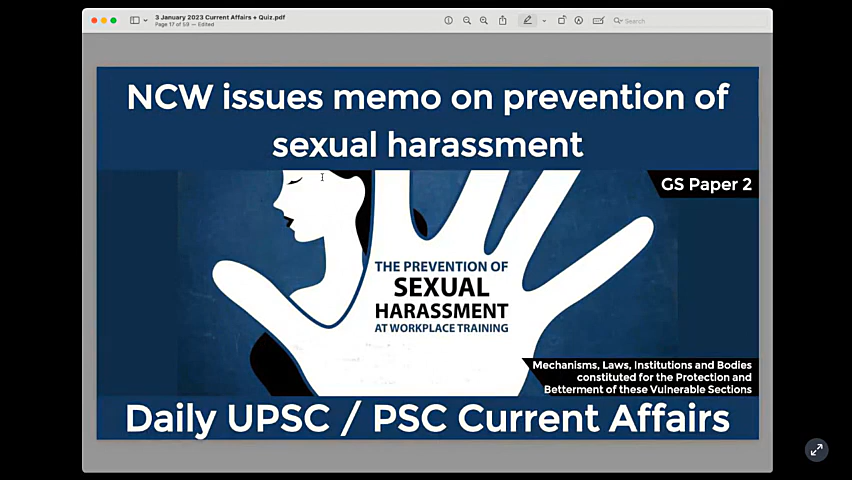 3 January 2023 Current Affairs + Quiz.pdf
Page 17 of 59 — Edited
Search
NCW issues memo on prevention of
sexual harassment
GS Paper 2
THE PREVENTION OF
SEXUAL
HARASSMENT
AT WORKPLACE TRAINING
Mechanisms, Laws, Institutions and Bodies
constituted for the Protection and
Betterment of these Vulnerable Sections
Daily UPSC / PSC Current Affairs